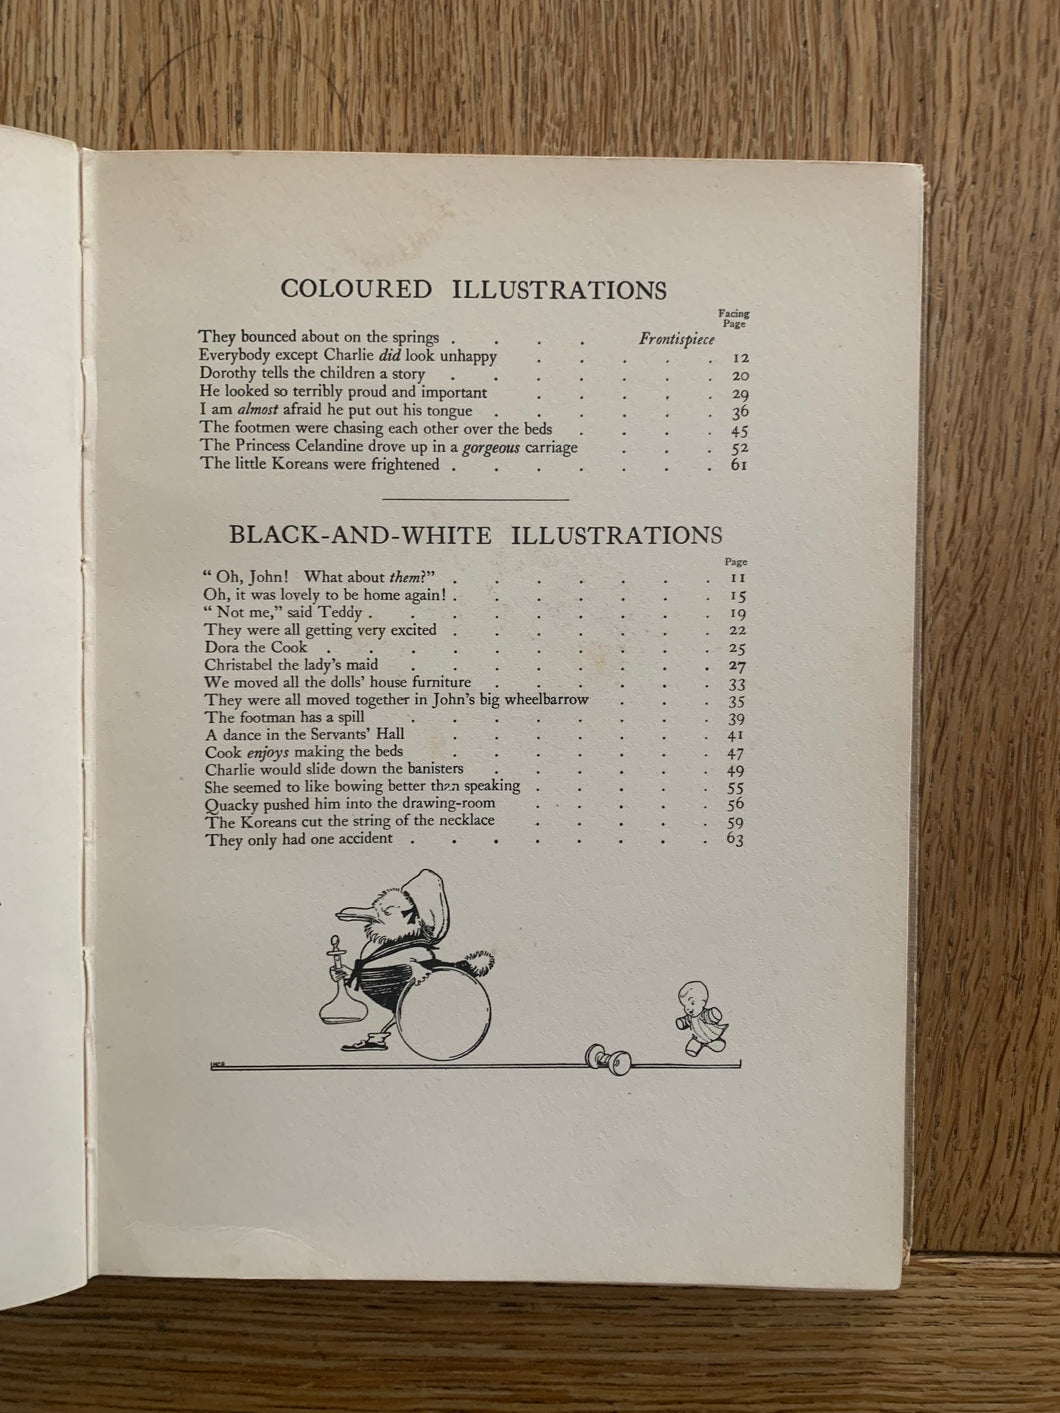 COLOURED ILLUSTRATIONS
Facing
Page
They bounced about on the springs . . . . Frontispiece
Everybody except Charlie did look unhappy . . . . . 12
Dorothy tells the children a story . . . . . . . 20
He looked so terribly proud and important . . . . . 29
I am almost afraid he put out his tongue . . . . . . 36
The footmen were chasing each other over the beds . . . . 45
The Princess Celandine drove up in a gorgeous carriage . . . 52
The little Koreans were frightened . . . . . . . 61
BLACK-AND-WHITE ILLUSTRATIONS
Page
“ Oh, John! What about them?” . . . . . . . 11
Oh, it was lovely to be home again! . . . . . . . 15
“ Not me,” said Teddy . . . . . . . . . 19
They were all getting very excited . . . . . . . 22
Dora the Cook . . . . . . . . . . 25
Christabel the lady's maid . . . . . . . . 27
We moved all the dolls' house furniture . . . . . . 33
They were all moved together in John's big wheelbarrow . . . 35
The footman has a spill . . . . . . . . 39
A dance in the Servants' Hall . . . . . . . 41
Cook enjoys making the beds . . . . . . . 47
Charlie would slide down the banisters . . . . . . 49
She seemed to like bowing better than speaking . . . . . 55
Quacky pushed him into the drawing-room . . . . . 56
The Koreans cut the string of the necklace . . . . . 59
They only had one accident . . . . . . . . 63